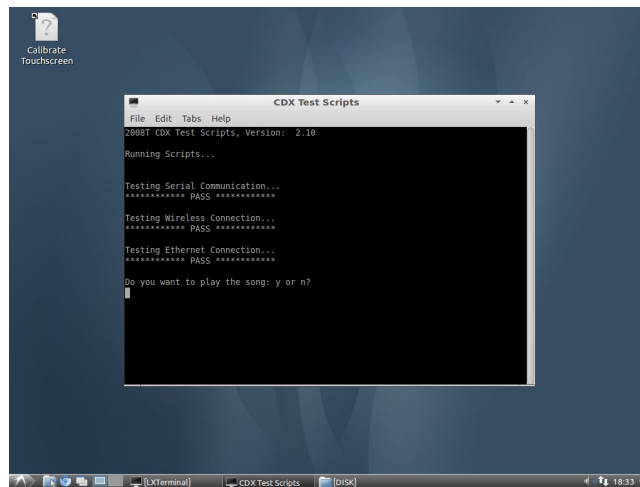 Calibrate
Touchscreen
CDX Test Scripts
File Edit Tabs Help
2008T CDX Test Scripts, Version: 2.10
Running Scripts...
Testing Serial Communication...
************ PASS ************
Testing Wireless Connection...
************ PASS ************
Testing Ethernet Connection...
************ PASS ************
Do you want to play the song: y or n?
[LXTerminal] CDX Test Scripts [DISK] 18:33